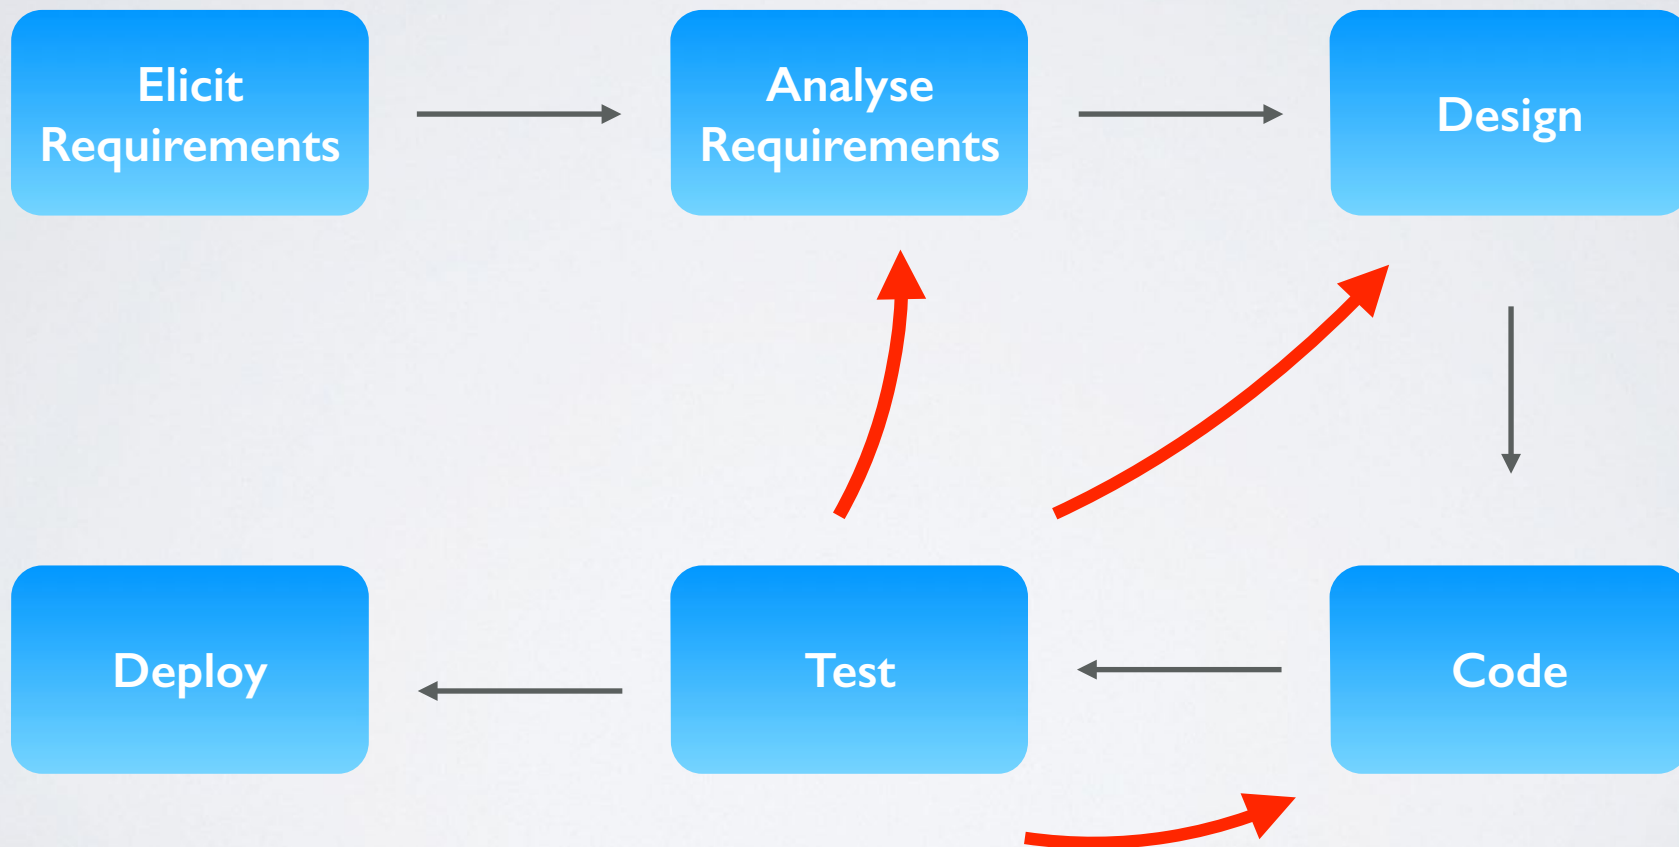 Elicit
Requirements
Analyse
Requirements
Design
Deploy
Test
Code